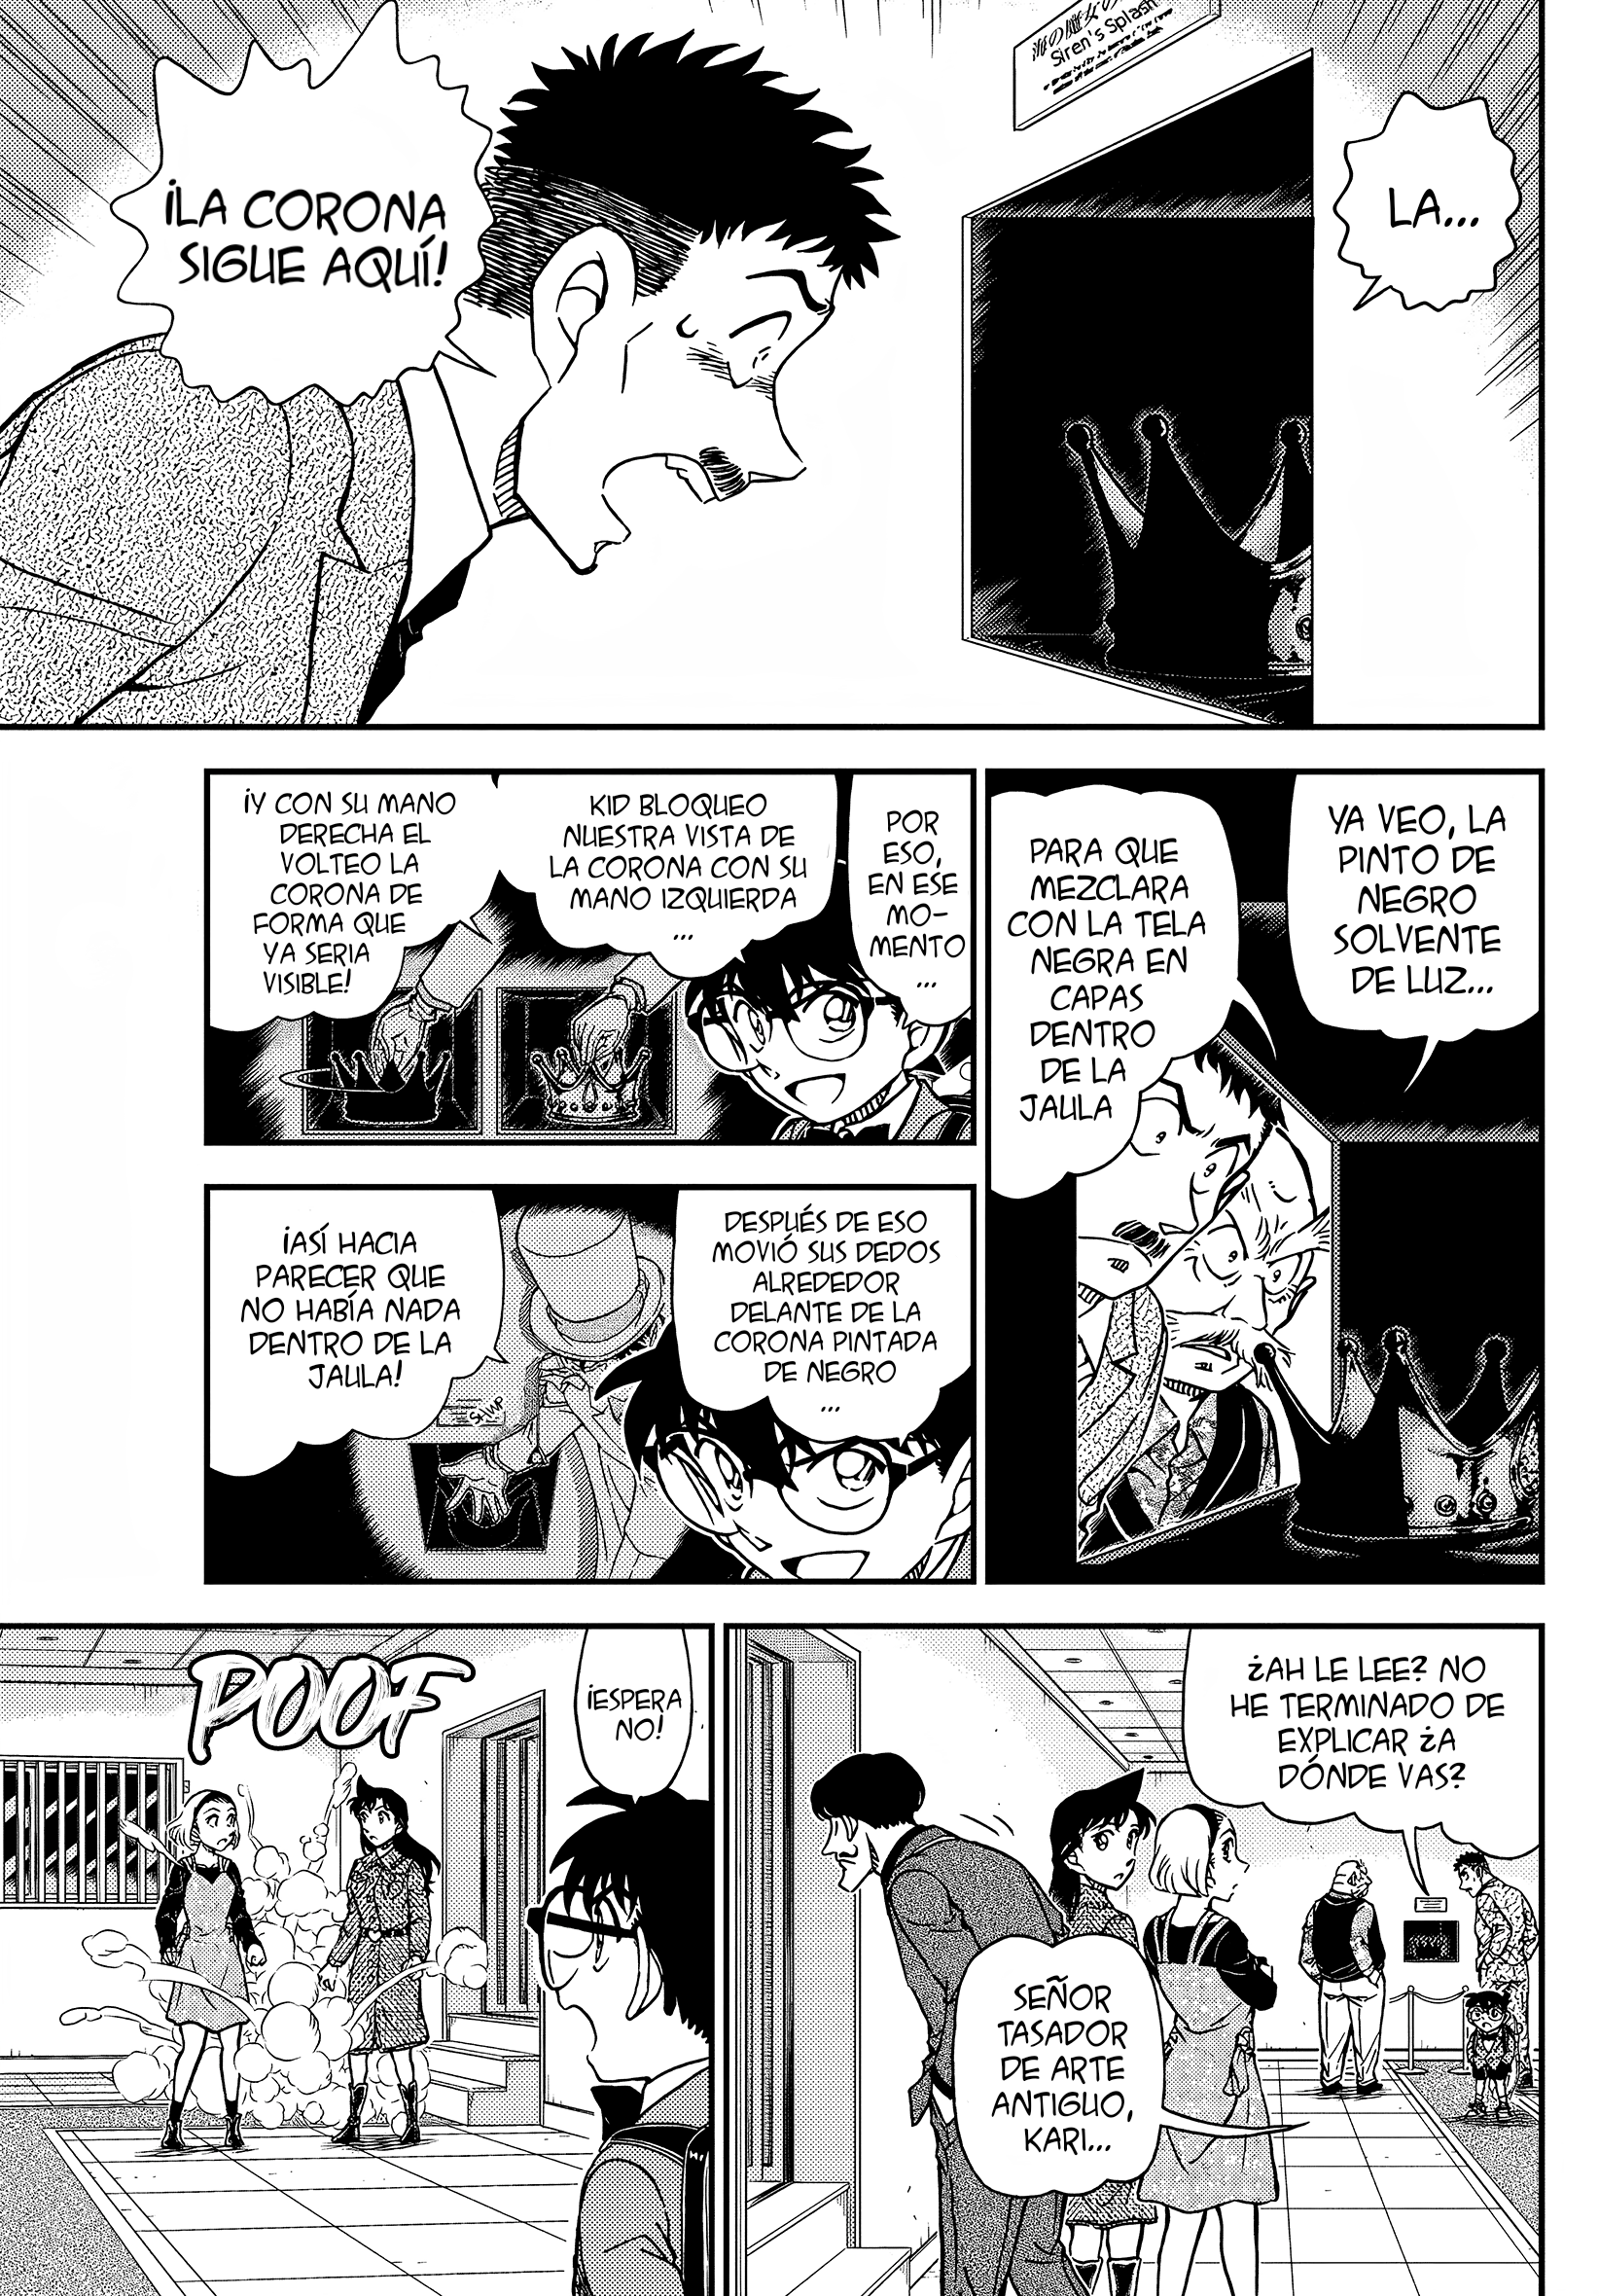 海の魔女の
Siren's Splash
LA...
¡LA CORONA
SIGUE AQUÍ!
YA VEO, LA
PINTO DE
NEGRO
SOLVENTE
DE LUZ...
PARA QUE
MEZCLARA
CON LA TELA
NEGRA EN
CAPAS
DENTRO
DE LA
JAULA
POR
ESO,
EN ESE
MO-
MENTO
...
KID BLOQUEO
NUESTRA VISTA DE
LA CORONA CON SU
MANO IZQUIERDA
...
¡Y CON SU MANO
DERECHA EL
VOLTEO LA
CORONA DE
FORMA QUE
YA SERIA
VISIBLE!
DESPUÉS DE ESO
MOVIÓ SUS DEDOS
ALREDEDOR
DELANTE DE LA
CORONA PINTADA
DE NEGRO
...
¡ASÍ HACIA
PARECER QUE
NO HABÍA NADA
DENTRO DE LA
JAULA!
¿AH LE LEE? NO
HE TERMINADO DE
EXPLICAR ¿A
DÓNDE VAS?
SEÑOR
TASADOR
DE ARTE
ANTIGUO,
KARI...
¡ESPERA
NO!
POOF